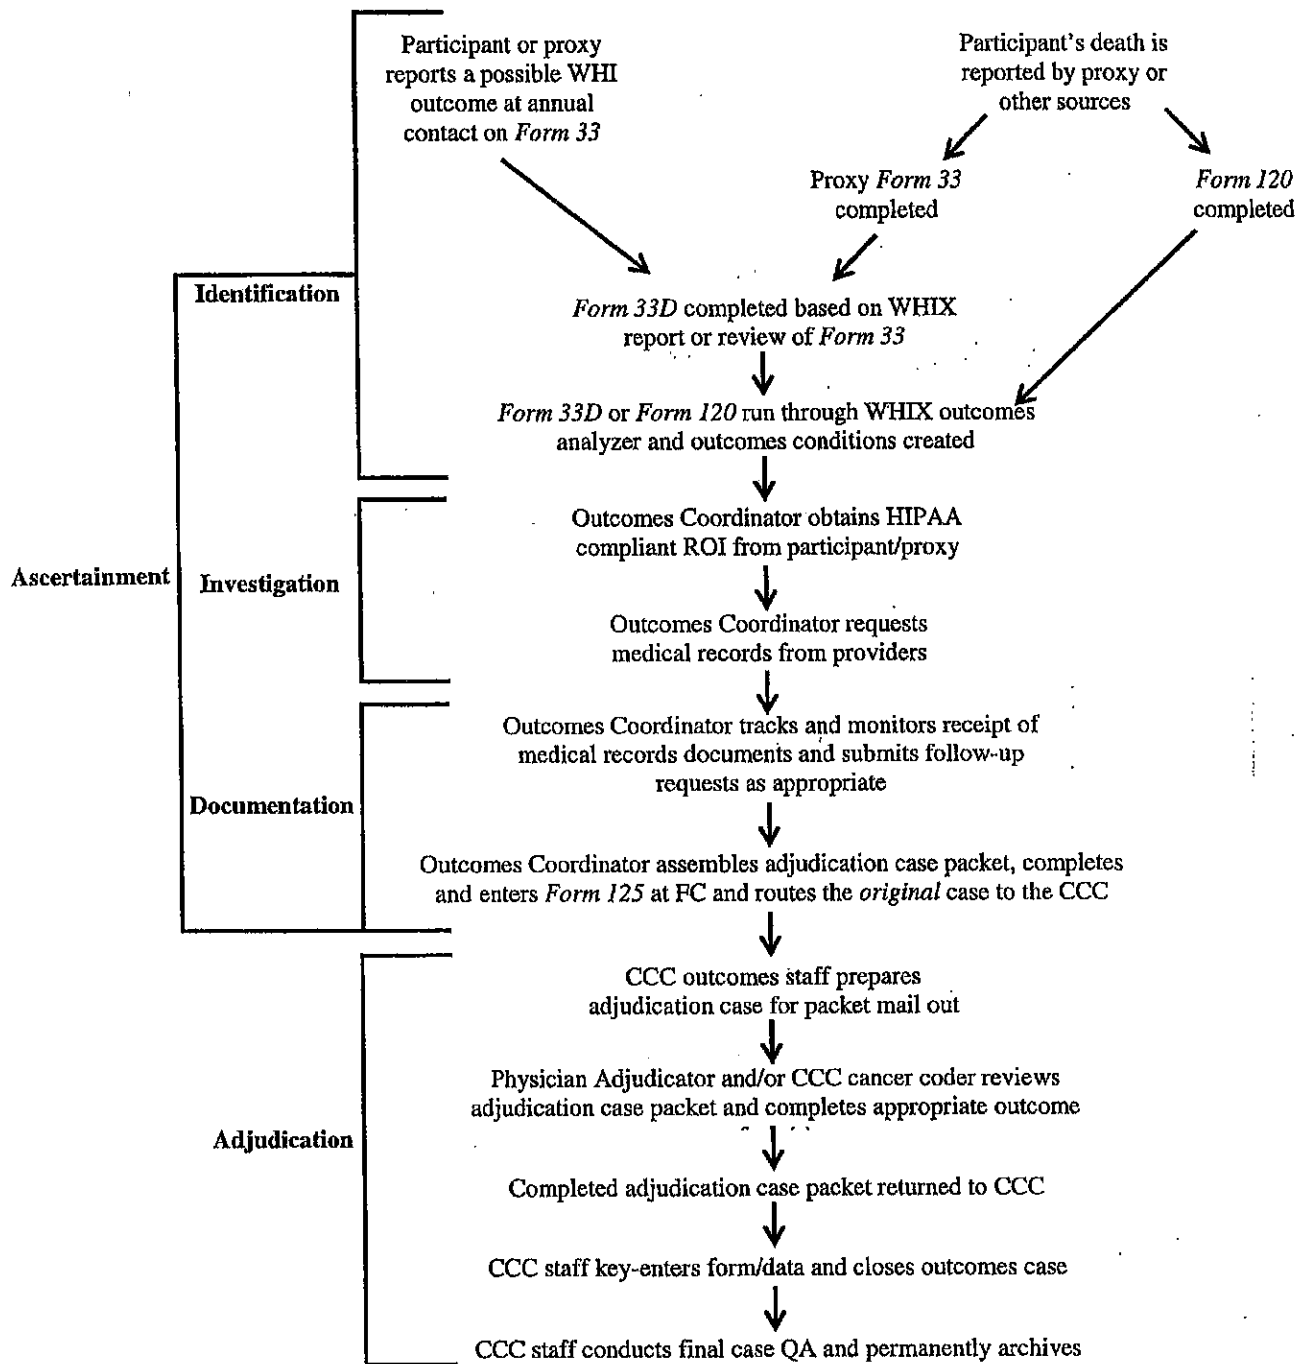 Participant or proxy
reports a possible WHI
outcome at annual
contact on Form 33
Participant's death is
reported by proxy or
other sources
Proxy Form 33
completed
Form 120
completed
Identification
Form 33D completed based on WHIX
report or review of Form 33
Form 33D or Form 120 run through WHIX outcomes
analyzer and outcomes conditions created
Ascertainment
Investigation
Outcomes Coordinator obtains HIPAA
compliant ROI from participant/proxy
Outcomes Coordinator requests
medical records from providers
Documentation
Outcomes Coordinator tracks and monitors receipt of
medical records documents and submits follow-up
requests as appropriate
Outcomes Coordinator assembles adjudication case packet, completes
and enters Form 125 at FC and routes the original case to the CCC
Adjudication
CCC outcomes staff prepares
adjudication case for packet mail out
Physician Adjudicator and/or CCC cancer coder reviews
adjudication case packet and completes appropriate outcome
Completed adjudication case packet returned to CCC
CCC staff key-enters form/data and closes outcomes case
CCC staff conducts final case QA and permanently archives